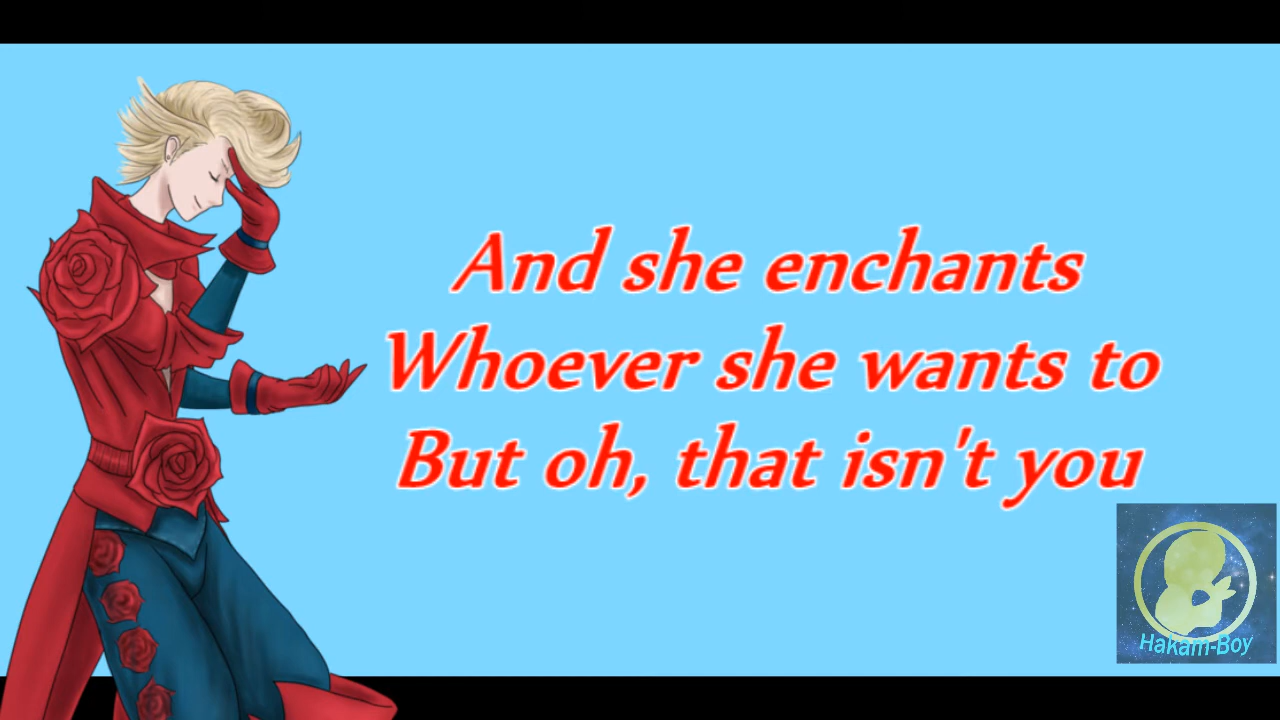 And she enchants
Whoever she wants to
But oh, that isn't you
Hakam-Boy